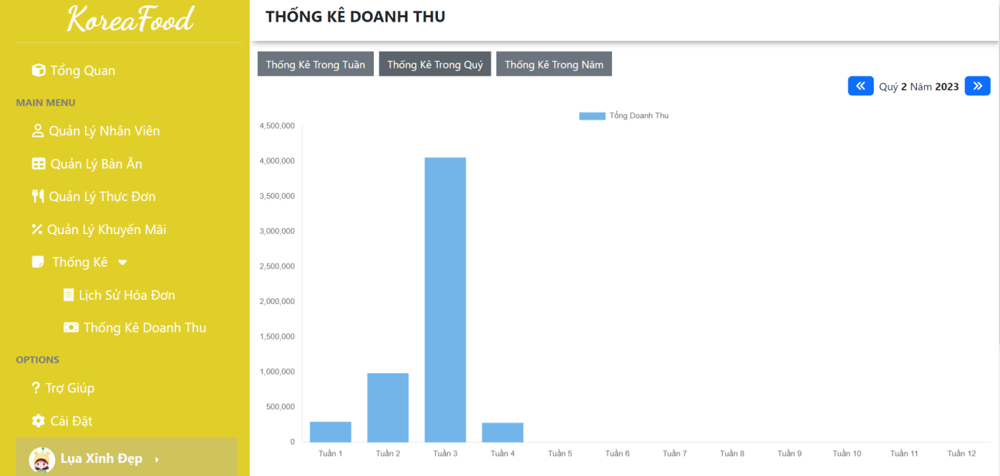 KoreaFood
Tổng Quan
MAIN MENU
Quản Lý Nhân Viên
Quản Lý Bàn Ăn
Quản Lý Thực Đơn
Quản Lý Khuyến Mãi
Thống Kê
Lịch Sử Hóa Đơn
Thống Kê Doanh Thu
OPTIONS
Trợ Giúp
Cài Đặt
Lụa Xinh Đẹp
THỐNG KÊ DOANH THU
Thống Kê Trong Tuần Thống Kê Trong Quý Thống Kê Trong Năm
Quý 2 Năm 2023
Tổng Doanh Thu
4,500,000
4,000,000
3,500,000
3,000,000
2,500,000
2,000,000
1,500,000
1,000,000
500,000
0
Tuần 1 Tuần 2 Tuần 3 Tuần 4 Tuần 5 Tuần 6 Tuần 7 Tuần 8 Tuần 9 Tuần 10 Tuần 11 Tuần 12